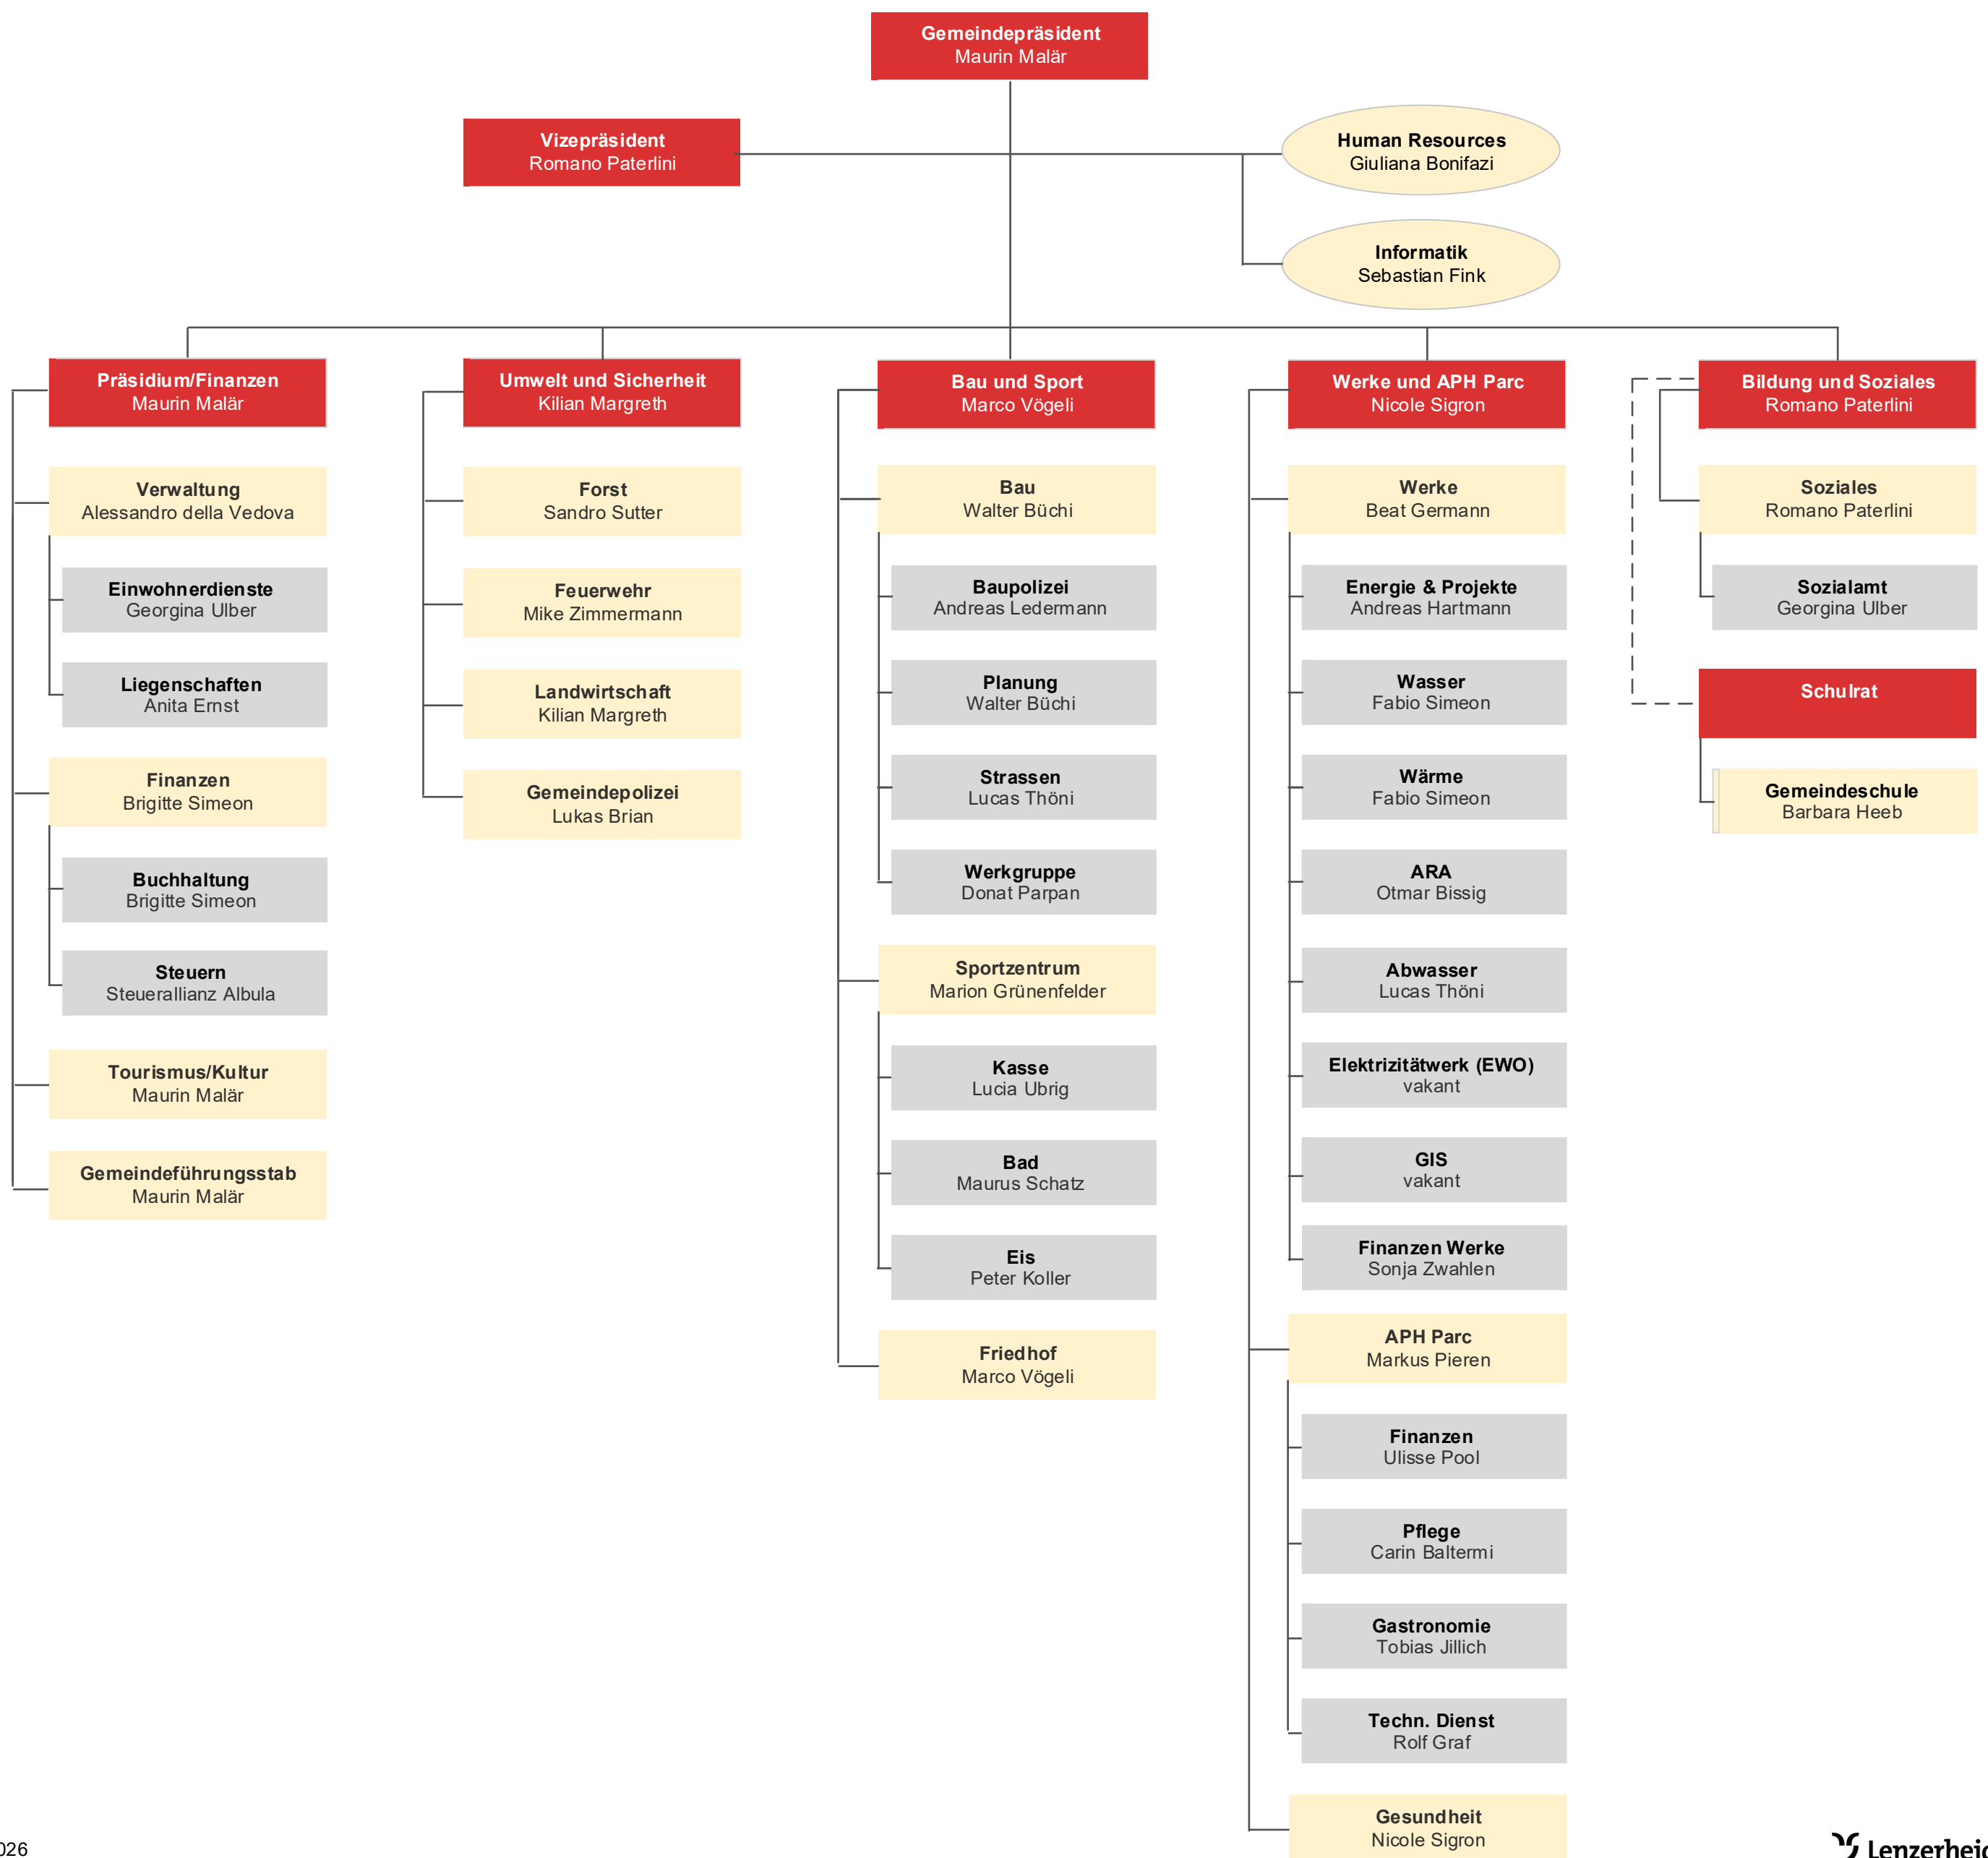 Gemeindepräsident
Maurin Malär
Vizepräsident
Romano Paterlini
Human Resources
Giuliana Bonifazi
Informatik
Sebastian Fink
Präsidium/Finanzen
Maurin Malär
Verwaltung
Alessandro della Vedova
Einwohnerdienste
Georgina Ulber
Liegenschaften
Anita Ernst
Finanzen
Brigitte Simeon
Buchhaltung
Brigitte Simeon
Steuern
Steuerallianz Albula
Tourismus/Kultur
Maurin Malär
Gemeindeführungsstab
Maurin Malär
Umwelt und Sicherheit
Kilian Margreth
Forst
Sandro Sutter
Feuerwehr
Mike Zimmermann
Landwirtschaft
Kilian Margreth
Gemeindepolizei
Lukas Brian
Bau und Sport
Marco Vögeli
Bau
Walter Büchi
Baupolizei
Andreas Ledermann
Planung
Walter Büchi
Strassen
Lucas Thöni
Werkgruppe
Donat Parpan
Sportzentrum
Marion Grünenfelder
Kasse
Lucia Ubrig
Bad
Maurus Schatz
Eis
Peter Koller
Friedhof
Marco Vögeli
Werke und APH Parc
Nicole Sigron
Werke
Beat Germann
Energie & Projekte
Andreas Hartmann
Wasser
Fabio Simeon
Wärme
Fabio Simeon
ARA
Otmar Bissig
Abwasser
Lucas Thöni
Elektrizitätwerk (EWO)
vakant
GIS
vakant
Finanzen Werke
Sonja Zwahlen
APH Parc
Markus Pieren
Finanzen
Ulisse Pool
Pflege
Carin Baltermi
Gastronomie
Tobias Jillich
Techn. Dienst
Rolf Graf
Gesundheit
Nicole Sigron
Bildung und Soziales
Romano Paterlini
Soziales
Romano Paterlini
Sozialamt
Georgina Ulber
Schulrat
Gemeindeschule
Barbara Heeb
026
Lenzerheid